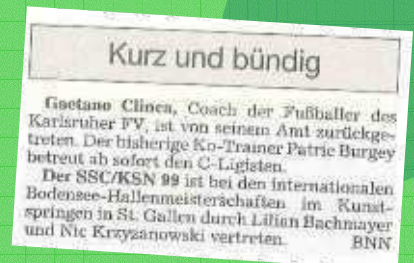 Kurz und bündig
Gaetano Clinca, Coach der Fußballer des
Karlsruher FV, ist von seinem Amt zurückge-
treten. Der bisherige Ko-Trainer Patric Burgey
betreut ab sofort den C-Ligisten.
Der SSC/KSN 99 ist bei den internationalen
Bodensee-Hallenmeisterschaften im Kunst-
springen in St. Gallen durch Lilian Bachmayer
und Nic Krzyzanowski vertreten. BNN